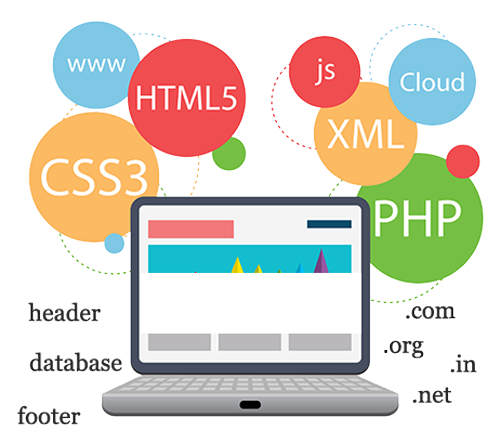 www
HTML5
js
Cloud
XML
CSS3
PHP
header
.com
.org
database
.in
.net
footer